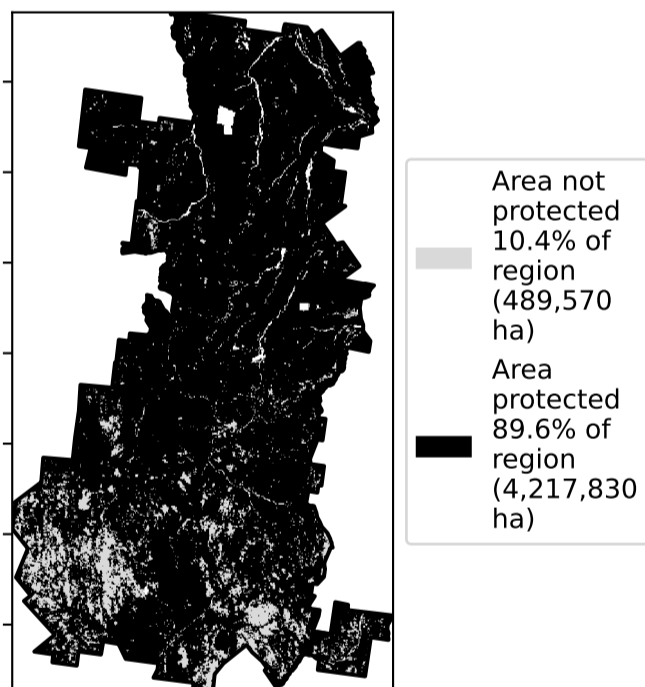 Area not
protected
10.4% of
region
(489,570
ha)
Area
protected
89.6% of
region
(4,217,830
ha)